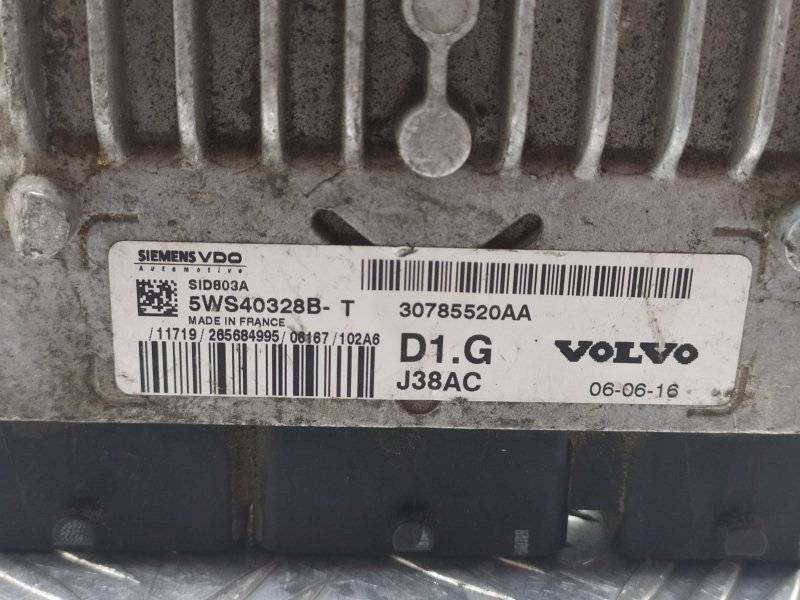 SIEMENS VDO
Automotive
SID803A
5WS40328B- T
MADE IN FRANCE
/11719/265684995/06167/102A6
30785520AA
D1.G
J38AC
VOLVO
06-06-16